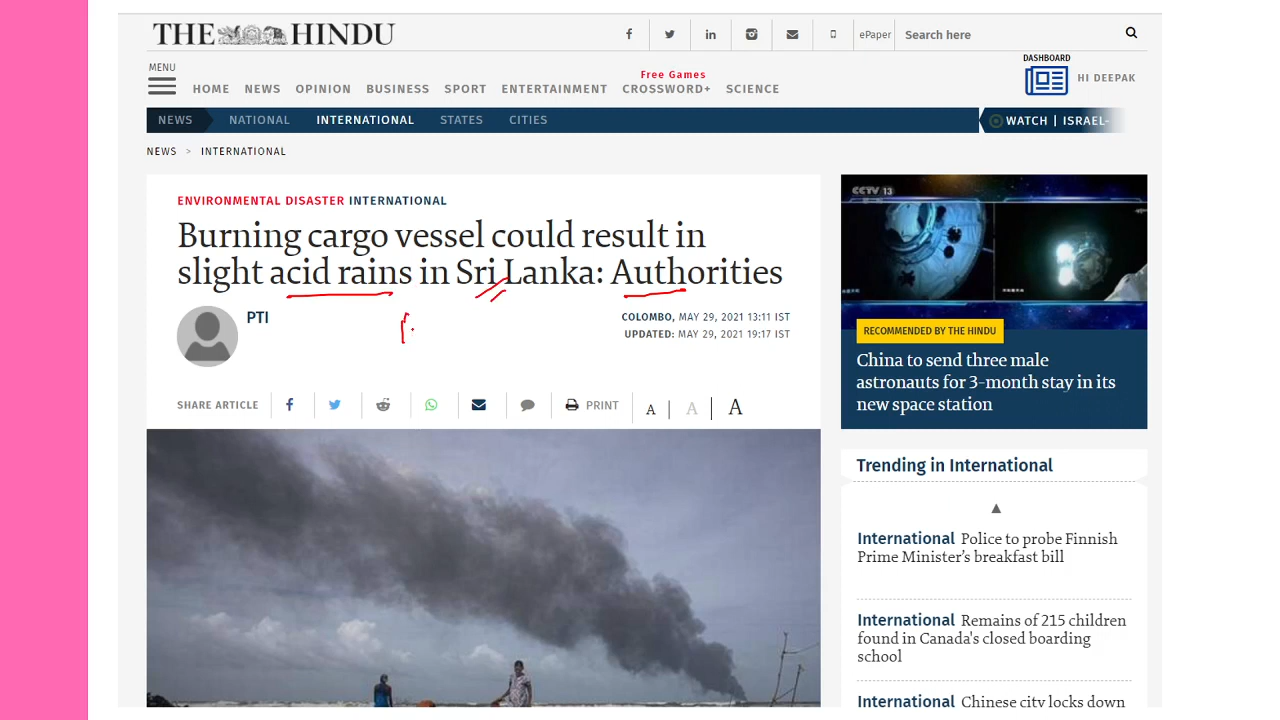 THE HINDU
ePaper
Search here
MENU
HOME NEWS OPINION BUSINESS SPORT ENTERTAINMENT Free Games CROSSWORD+ SCIENCE
DASHBOARD
HI DEEPAK
NEWS NATIONAL INTERNATIONAL STATES CITIES
WATCH | ISRAEL-
NEWS > INTERNATIONAL
ENVIRONMENTAL DISASTER INTERNATIONAL
Burning cargo vessel could result in
slight acid rains in Sri Lanka: Authorities
PTI
COLOMBO, MAY 29, 2021 13:11 IST
UPDATED: MAY 29, 2021 19:17 IST
SHARE ARTICLE
PRINT
A | A | A
CCTV 13
RECOMMENDED BY THE HINDU
China to send three male
astronauts for 3-month stay in its
new space station
Trending in International
International Police to probe Finnish
Prime Minister’s breakfast bill
International Remains of 215 children
found in Canada's closed boarding
school
International Chinese city locks down